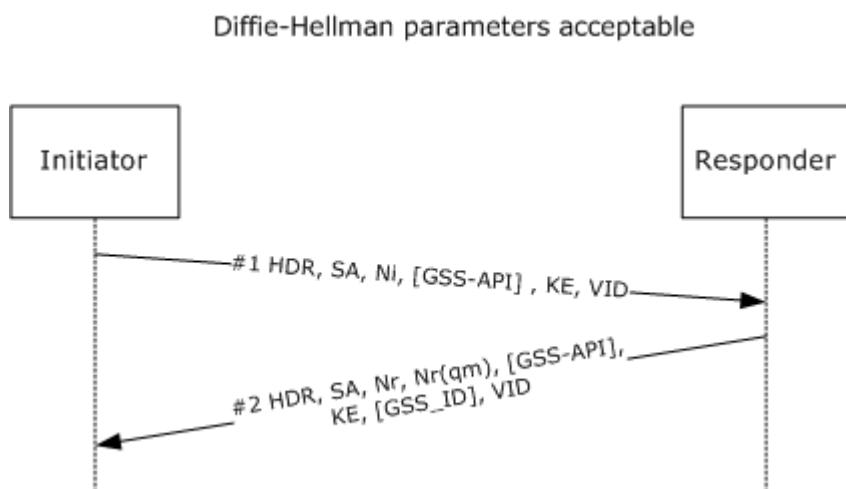 Diffie-Hellman parameters acceptable
Initiator
Responder
#1 HDR, SA, Ni, [GSS-API] , KE, VID
#2 HDR, SA, Nr, Nr(qm), [GSS-API],
KE, [GSS_ID], VID